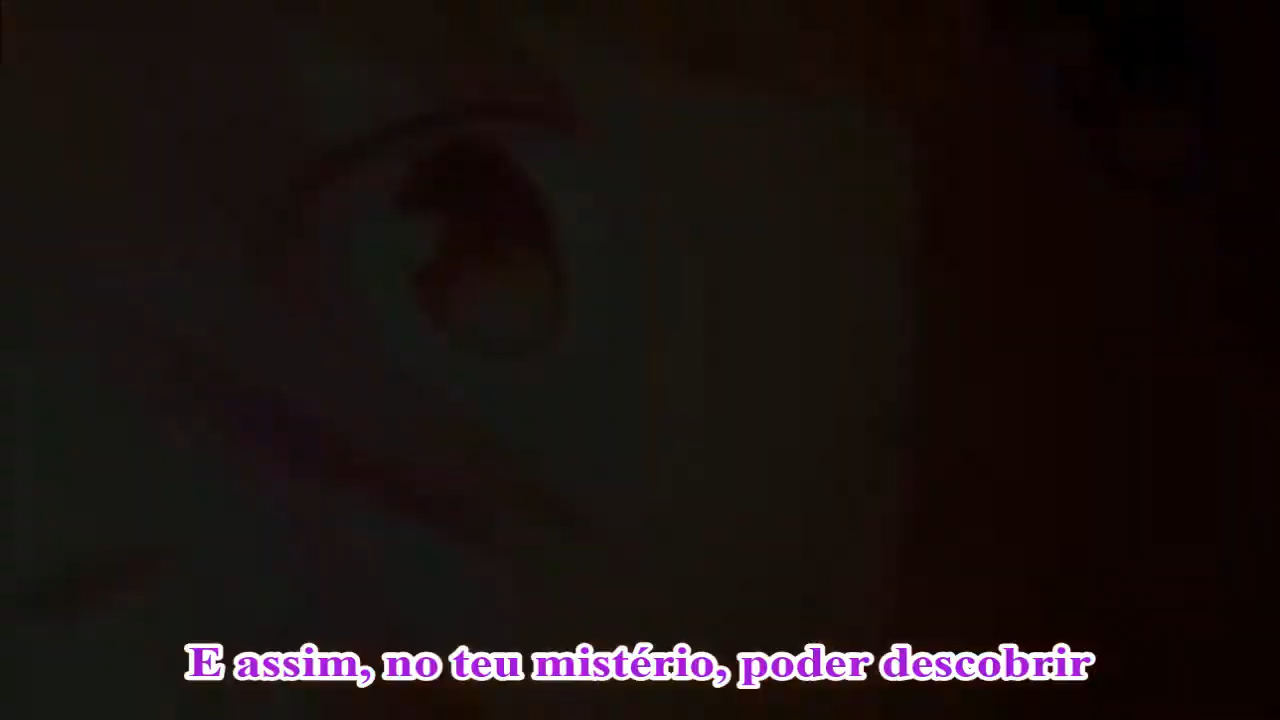 E assim, no teu mistério, poder descobrir